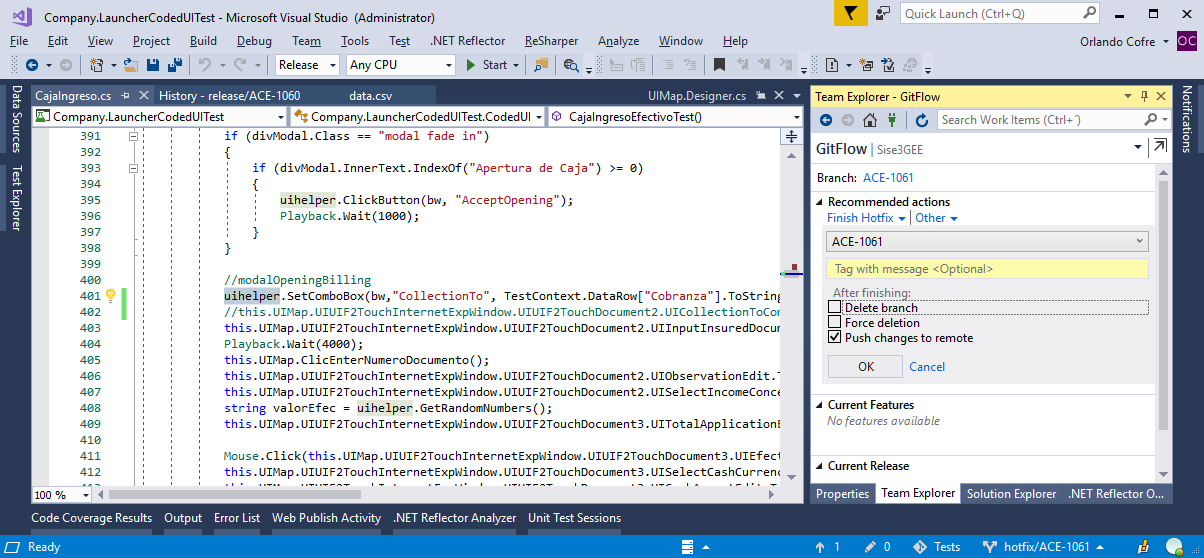 Company.LauncherCodedUITest - Microsoft Visual Studio (Administrator)
Quick Launch (Ctrl+Q)
File Edit View Project Build Debug Team Tools Test .NET Reflector ReSharper Analyze Window Help
Orlando Cofre OC
Release Any CPU Start
Data Sources
Test Explorer
CajaIngreso.cs History - release/ACE-1060 data.csv UIMap.Designer.cs
Company.LauncherCodedUITest Company.LauncherCodedUITest.CodedUI CajaIngresoEfectivoTest()
391 if (divModal.Class == "modal fade in")
392 {
393 if (divModal.InnerText.IndexOf("Apertura de Caja") >= 0)
394 {
395 uihelper.ClickButton(bw, "AcceptOpening");
396 Playback.Wait(1000);
397 }
398 }
399
400 //modalOpeningBilling
401 uihelper.SetComboBox(bw,"CollectionTo", TestContext.DataRow["Cobranza"].ToString
402 //this.UIMap.UIUIF2TouchInternetExpWindow.UIUIF2TouchDocument2.UICollectionToCo
403 this.UIMap.UIUIF2TouchInternetExpWindow.UIUIF2TouchDocument2.UIInputInsuredDocu
404 Playback.Wait(4000);
405 this.UIMap.ClicEnterNumeroDocumento();
406 this.UIMap.UIUIF2TouchInternetExpWindow.UIUIF2TouchDocument2.UIObservationEdit.T
407 this.UIMap.UIUIF2TouchInternetExpWindow.UIUIF2TouchDocument2.UISelectIncomeConce
408 string valorEfec = uihelper.GetRandomNumbers();
409 this.UIMap.UIUIF2TouchInternetExpWindow.UIUIF2TouchDocument3.UITotalApplicationE
410
411 Mouse.Click(this.UIMap.UIUIF2TouchInternetExpWindow.UIUIF2TouchDocument3.UIEfect
412 this.UIMap.UIUIF2TouchInternetExpWindow.UIUIF2TouchDocument3.UISelectCashCurrenc
100 %
Team Explorer - GitFlow
Search Work Items (Ctrl+´)
GitFlow | Sise3GEE
Branch: ACE-1061
Recommended actions
Finish Hotfix | Other
ACE-1061
Tag with message <Optional>
After finishing:
Delete branch
Force deletion
Push changes to remote
OK Cancel
Current Features
No features available
Current Release
Properties Team Explorer Solution Explorer .NET Reflector O...
Notifications
Code Coverage Results Output Error List Web Publish Activity .NET Reflector Analyzer Unit Test Sessions
Ready 1 0 Tests hotfix/ACE-1061